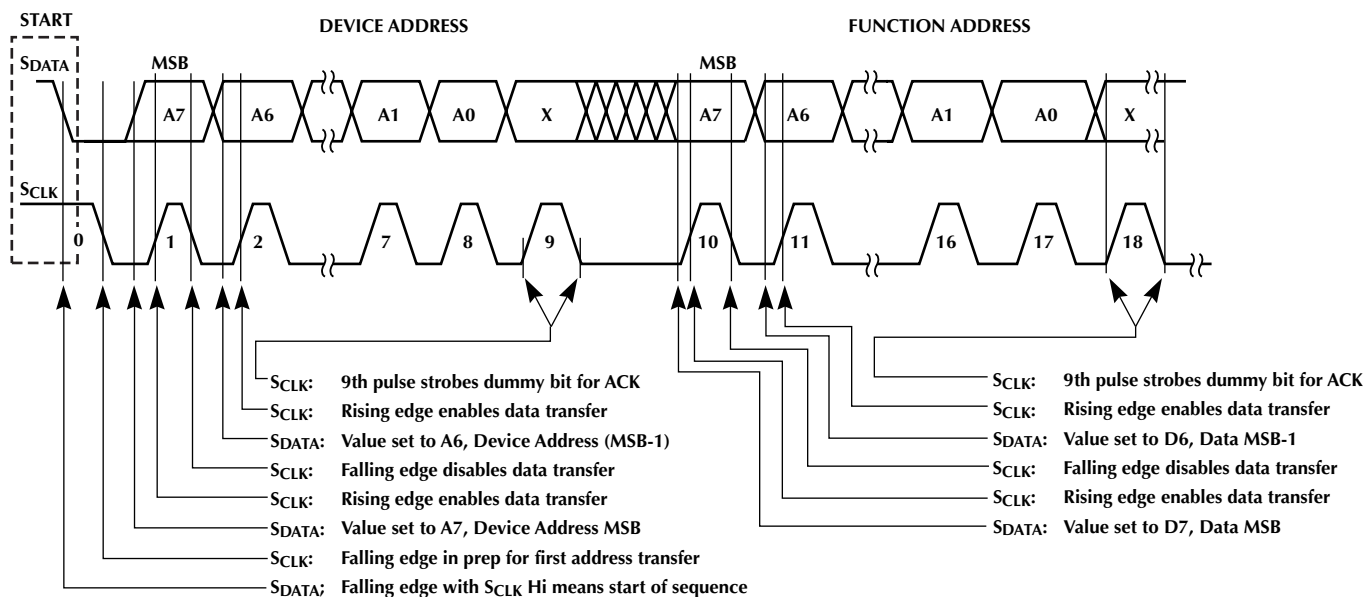 START
DEVICE ADDRESS
FUNCTION ADDRESS
SDATA
MSB
MSB
A7 A6 A1 A0 X A7 A6 A1 A0 X
SCLK
0 1 2 7 8 9 10 11 16 17 18
SCLK: 9th pulse strobes dummy bit for ACK
SCLK: Rising edge enables data transfer
SDATA: Value set to A6, Device Address (MSB-1)
SCLK: Falling edge disables data transfer
SCLK: Rising edge enables data transfer
SDATA: Value set to A7, Device Address MSB
SCLK: Falling edge in prep for first address transfer
SDATA; Falling edge with SCLK Hi means start of sequence
SCLK: 9th pulse strobes dummy bit for ACK
SCLK: Rising edge enables data transfer
SDATA: Value set to D6, Data MSB-1
SCLK: Falling edge disables data transfer
SCLK: Rising edge enables data transfer
SDATA: Value set to D7, Data MSB